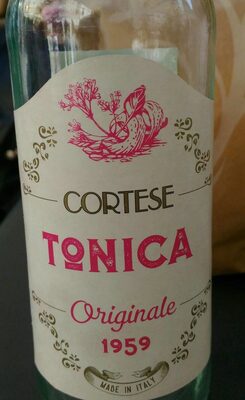 CORTESE
TONICA
Originale
1959
MADE IN ITALY